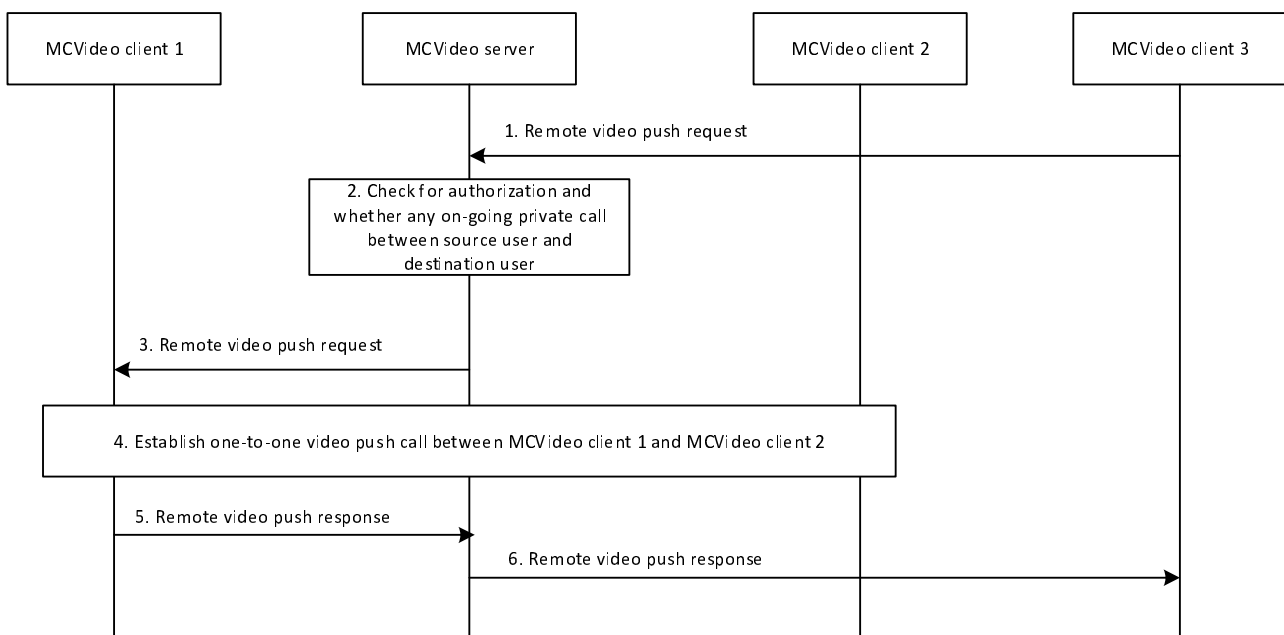 MCVideo client 1
MCVideo server
MCVideo client 2
MCVideo client 3
1. Remote video push request
2. Check for authorization and
whether any on-going private call
between source user and
destination user
3. Remote video push request
4. Establish one-to-one video push call between MCVideo client 1 and MCVideo client 2
5. Remote video push response
6. Remote video push response